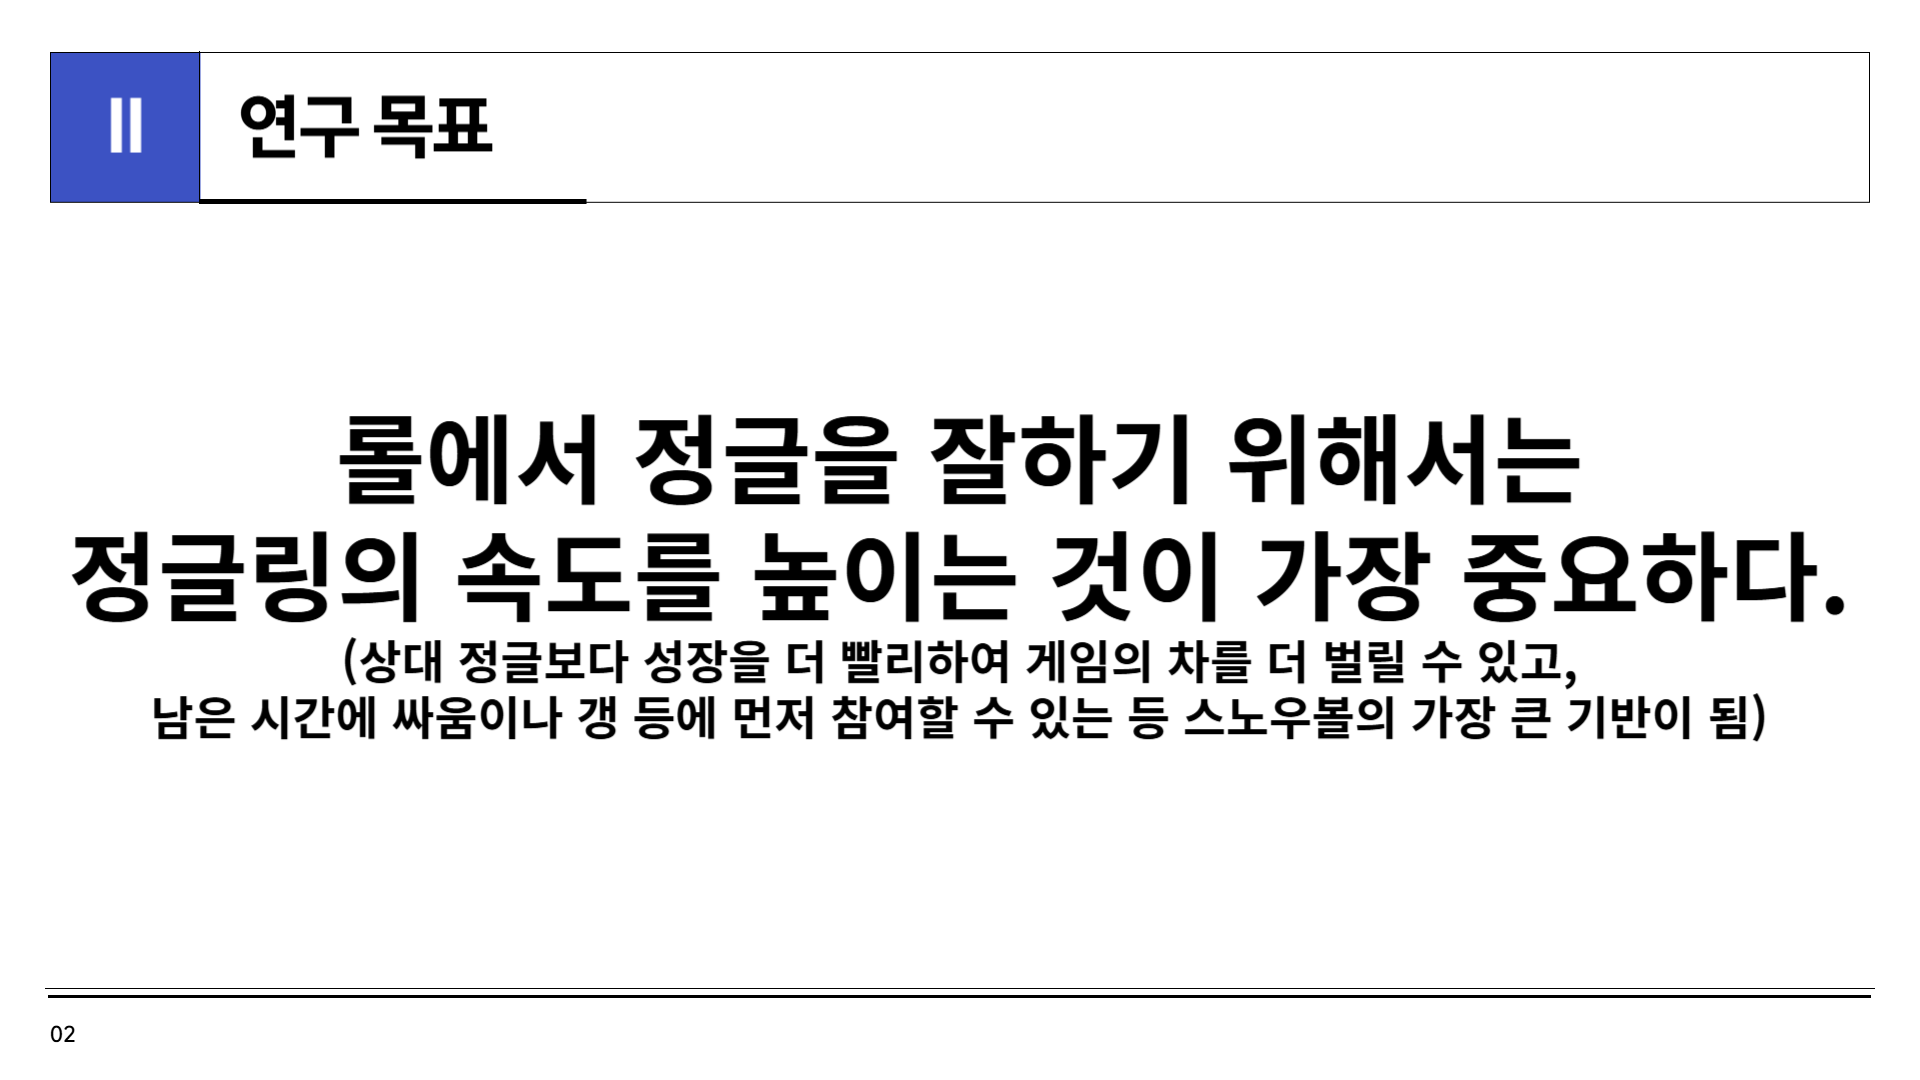 II
연구 목표
롤에서 정글을 잘하기 위해서는
정글링의 속도를 높이는 것이 가장 중요하다.
(상대 정글보다 성장을 더 빨리하여 게임의 차를 더 벌릴 수 있고,
남은 시간에 싸움이나 갱 등에 먼저 참여할 수 있는 등 스노우볼의 가장 큰 기반이 됨)
02